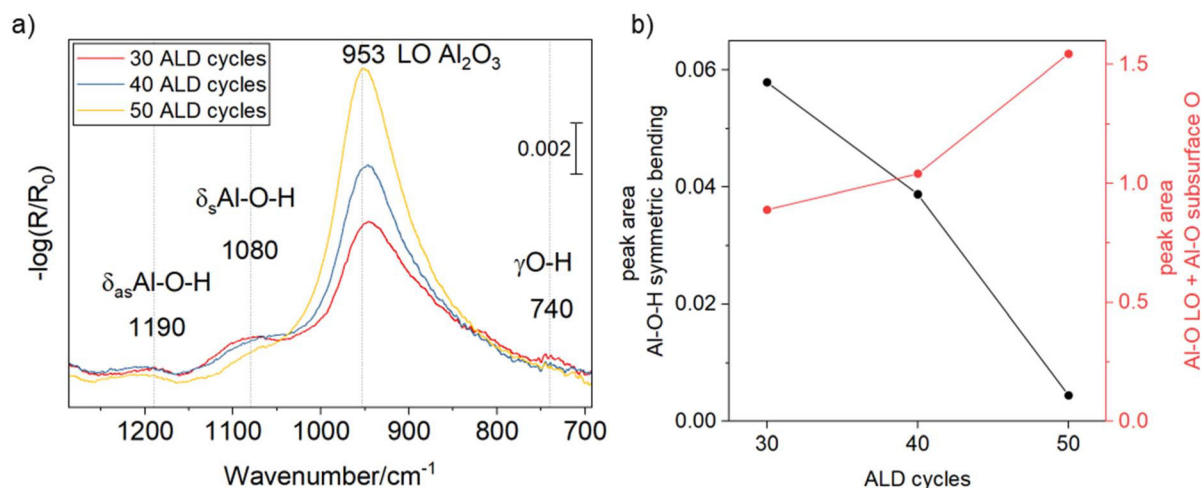 a)
30 ALD cycles
40 ALD cycles
50 ALD cycles
953 LO Al₂O₃
0.002
δₛAl-O-H
1080
δₐₛAl-O-H
1190
γO-H
740
-log(R/R₀)
1200 1100 1000 900 800 700
Wavenumber/cm⁻¹
b)
0.06
0.04
0.02
0.00
peak area
Al-O-H symmetric bending
1.5
1.0
0.5
0.0
peak area
Al-O LO + Al-O subsurface O
30 40 50
ALD cycles